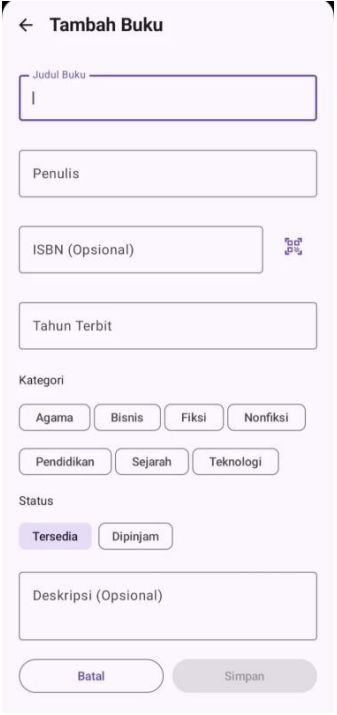 Tambah Buku
Judul Buku
Penulis
ISBN (Opsional)
Tahun Terbit
Kategori
Agama Bisnis Fiksi Nonfiksi
Pendidikan Sejarah Teknologi
Status
Tersedia Dipinjam
Deskripsi (Opsional)
Batal Simpan